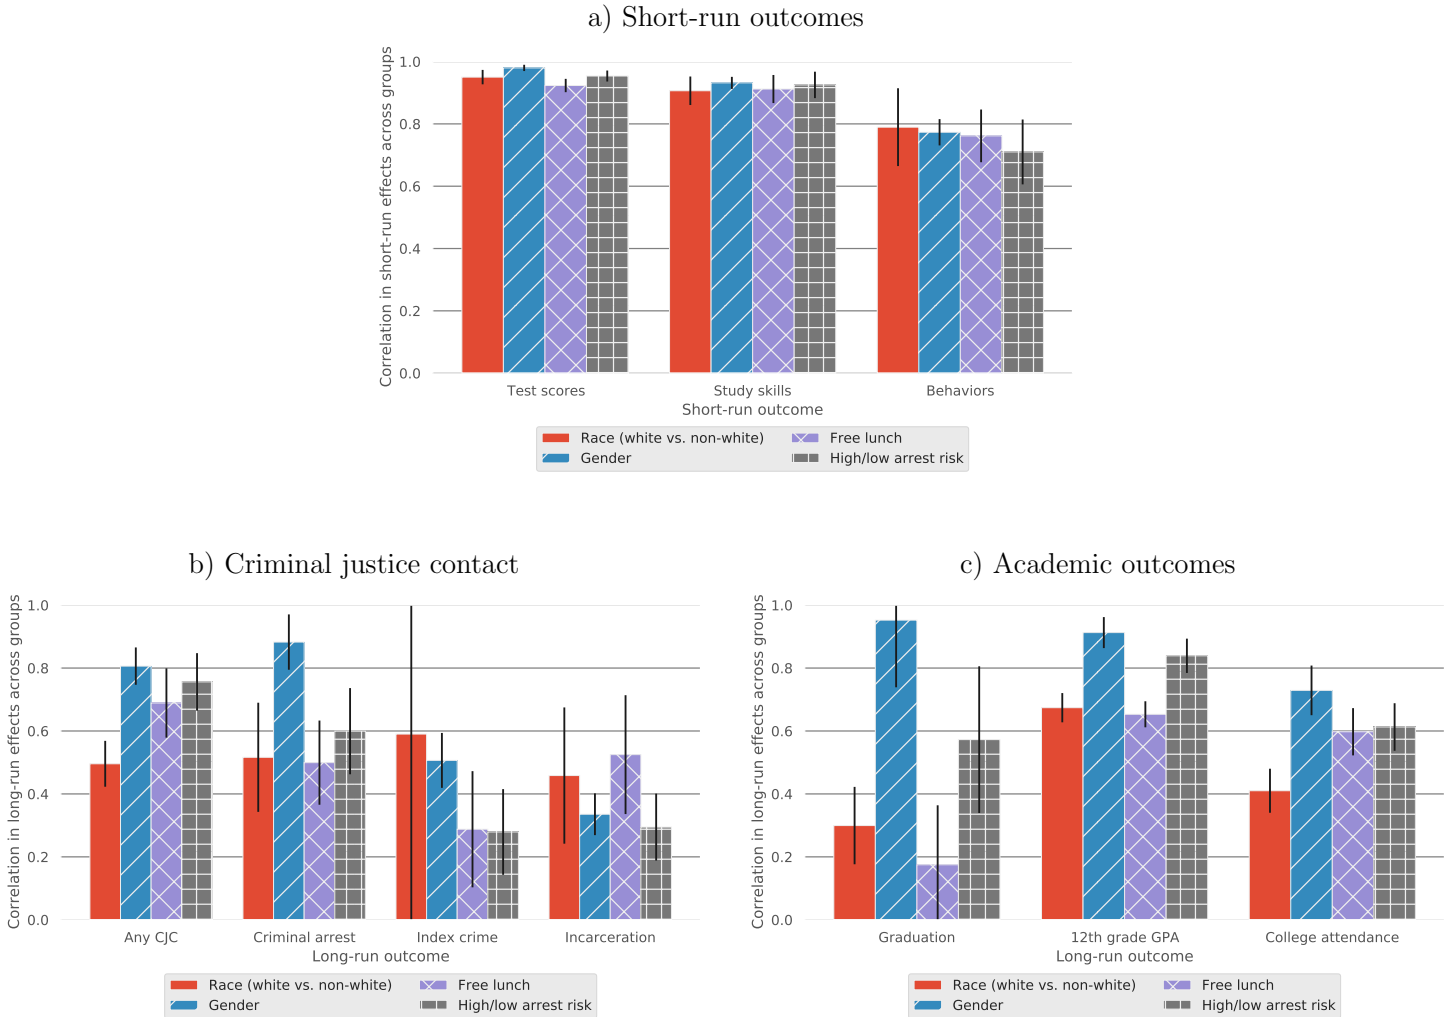 a) Short-run outcomes
Correlation in short-run effects across groups
1.0
0.8
0.6
0.4
0.2
0.0
Test scores Study skills Behaviors
Short-run outcome
Race (white vs. non-white) Free lunch
Gender High/low arrest risk
b) Criminal justice contact
Correlation in long-run effects across groups
1.0
0.8
0.6
0.4
0.2
0.0
Any CJC Criminal arrest Index crime Incarceration
Long-run outcome
Race (white vs. non-white) Free lunch
Gender High/low arrest risk
c) Academic outcomes
Correlation in long-run effects across groups
1.0
0.8
0.6
0.4
0.2
0.0
Graduation 12th grade GPA College attendance
Long-run outcome
Race (white vs. non-white) Free lunch
Gender High/low arrest risk